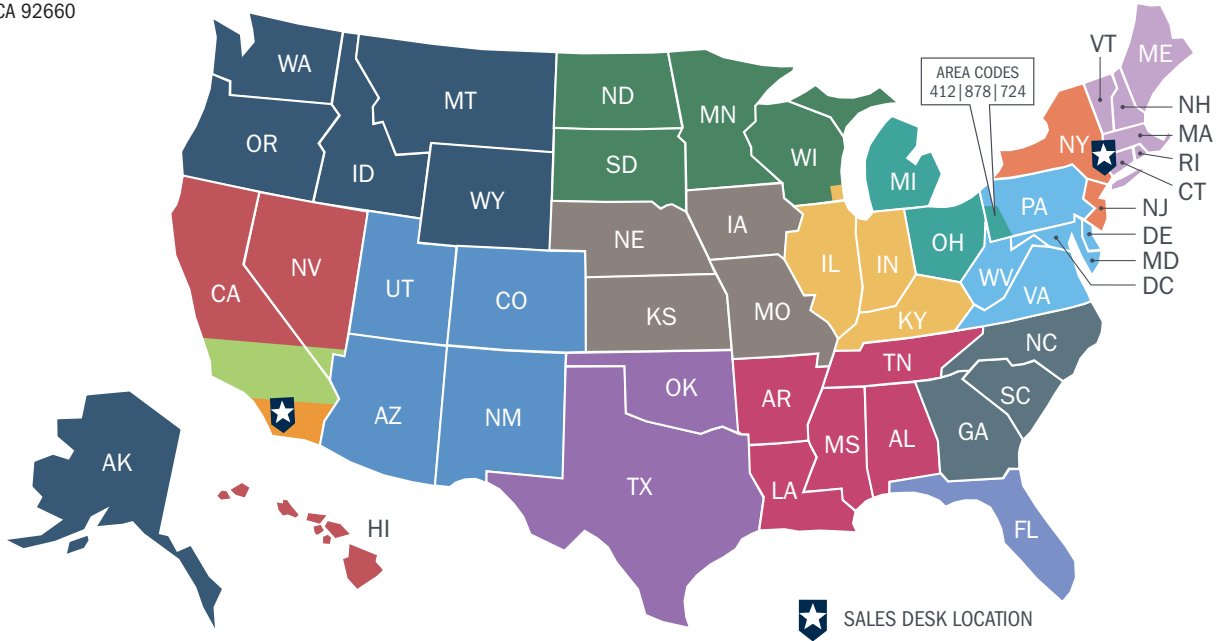 CA 92660
WA
MT
ND
MN
VT
ME
AREA CODES
412|878|724
NH
MA
RI
CT
OR
ID
SD
WI
MI
NY
WY
PA
NJ
DE
MD
DC
IA
NE
OH
NV
UT
CO
IL
IN
WV
VA
CA
KS
MO
KY
NC
TN
OK
AR
SC
AZ
NM
GA
MS
AL
AK
TX
LA
HI
FL
SALES DESK LOCATION